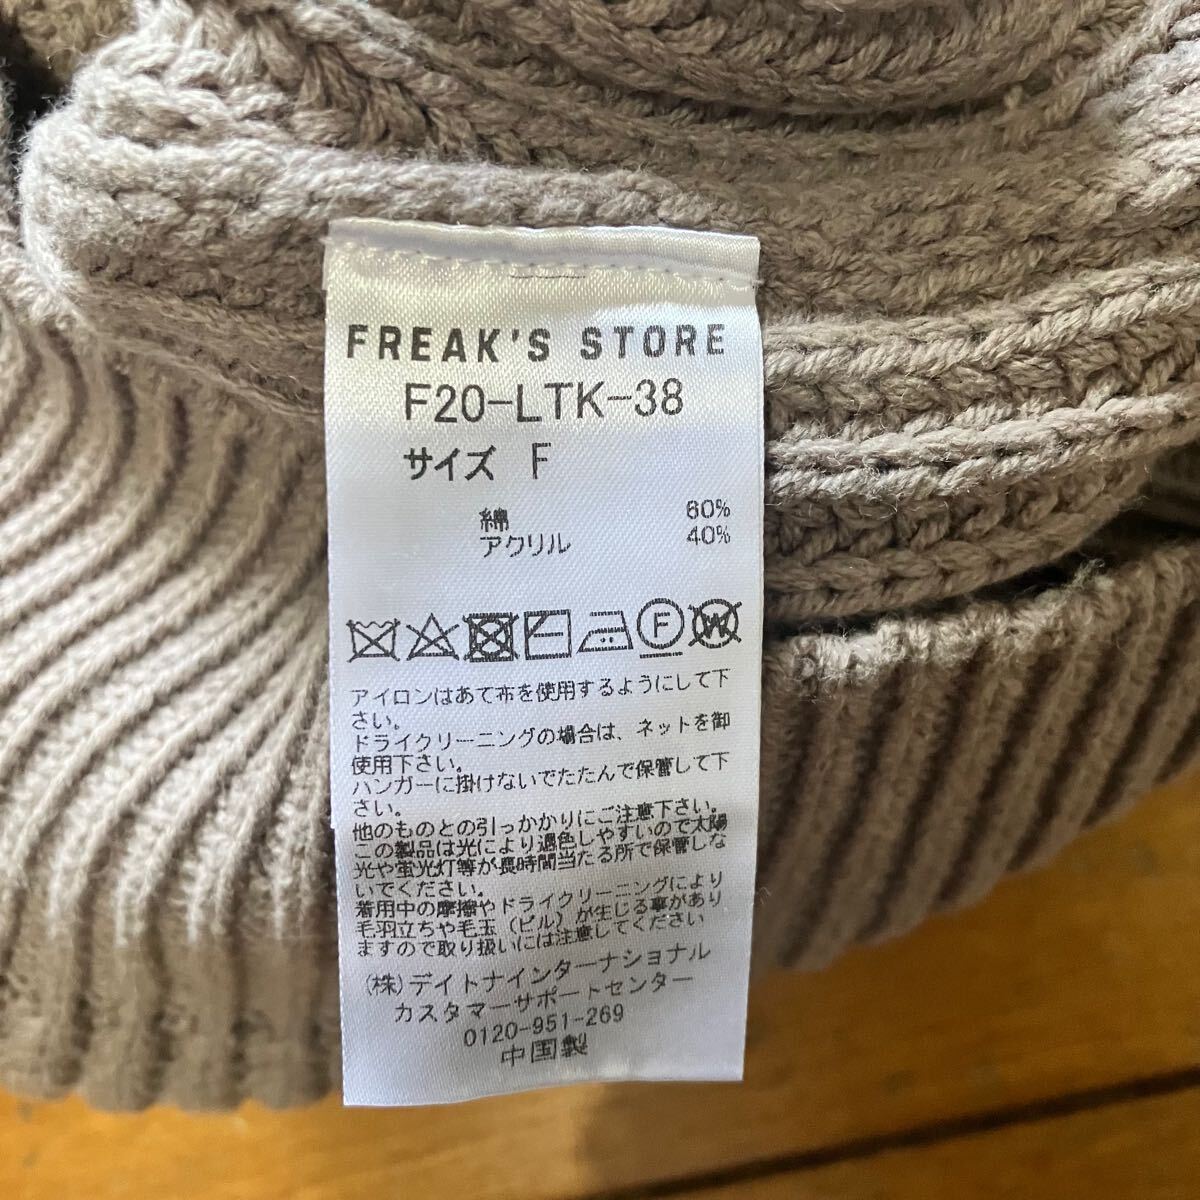 FREAK'S STORE
F20-LTK-38
サイズ F
綿 60%
アクリル 40%
F W
アイロンはあて布を使用するようにして下
さい。
ドライクリーニングの場合は、ネットを御
使用下さい。
ハンガーに掛けないでたたんで保管して下
さい。
他のものとの引っかかりにご注意下さい。
この製品は光により退色しやすいので太陽
光や蛍光灯等が長時間当たる所で保管しな
いでください。
着用中の摩擦やドライクリーニングにより
毛羽立ちや毛玉（ピル）が生じる事があり
ますので取り扱いには注意してください
(株)デイトナインターナショナル
カスタマーサポートセンター
0120-951-269
中国製